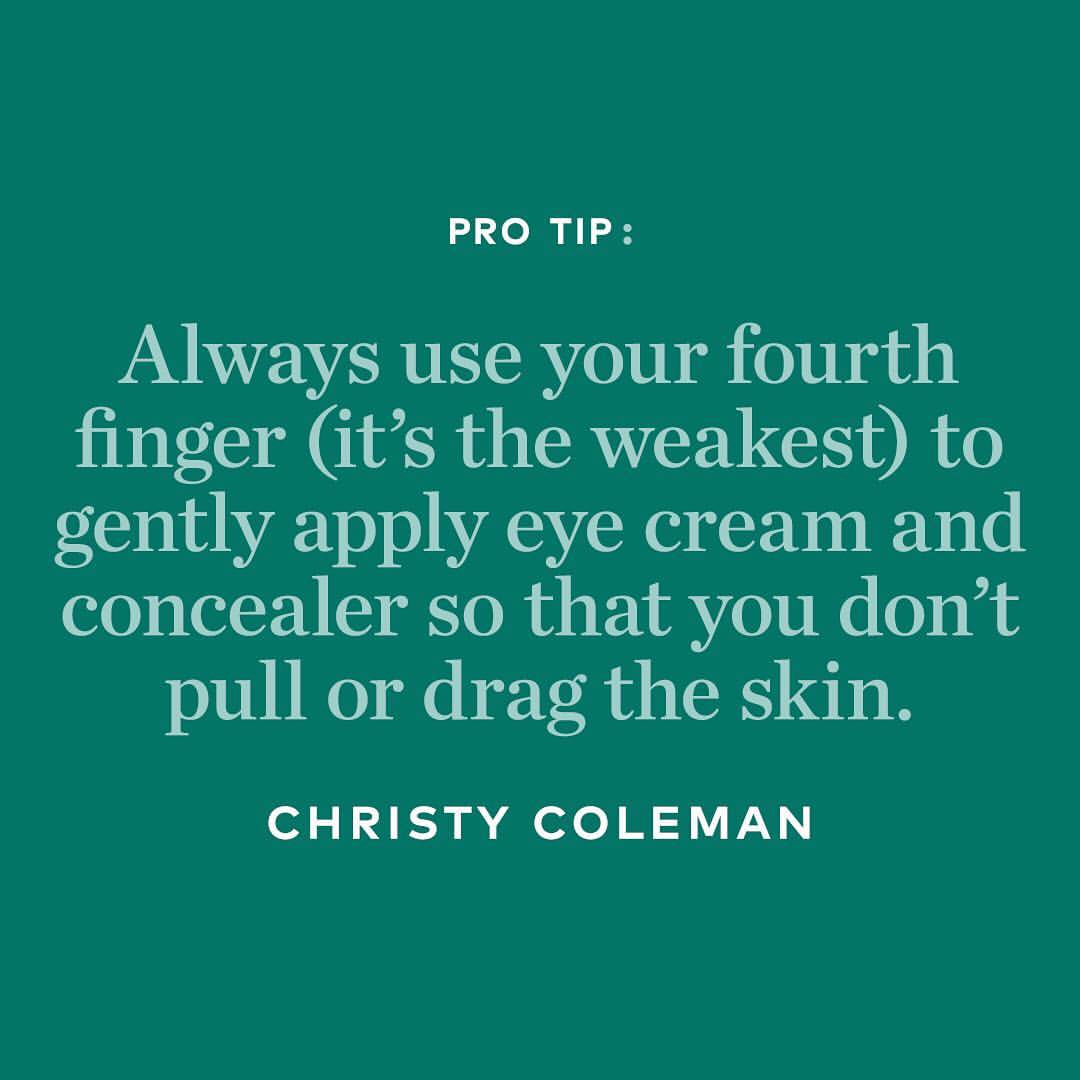 PRO TIP:
Always use your fourth
finger (it’s the weakest) to
gently apply eye cream and
concealer so that you don’t
pull or drag the skin.
CHRISTY COLEMAN